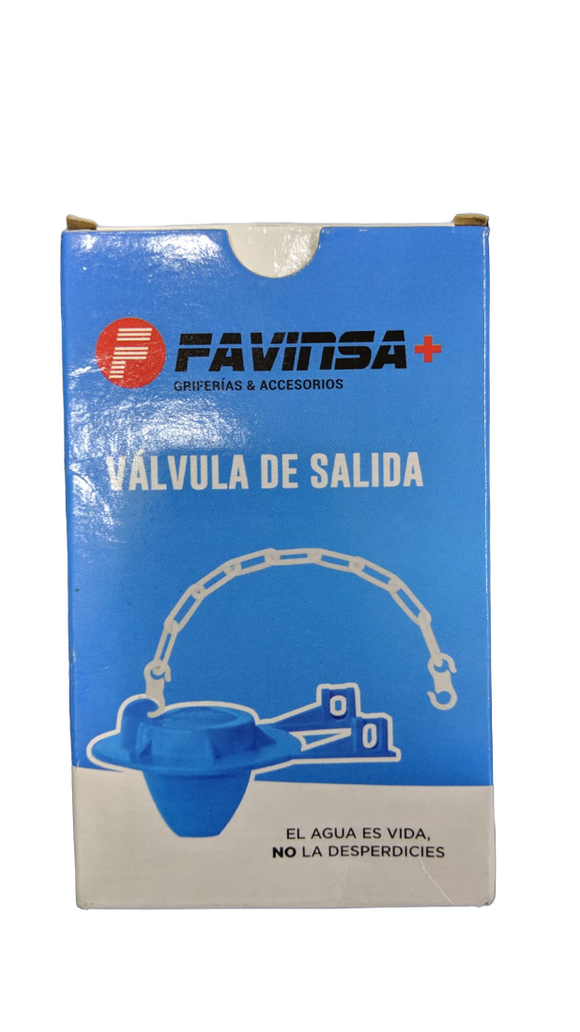 FAVINSA+
GRIFERÍAS & ACCESORIOS
VÁLVULA DE SALIDA
EL AGUA ES VIDA,
NO LA DESPERDICIES